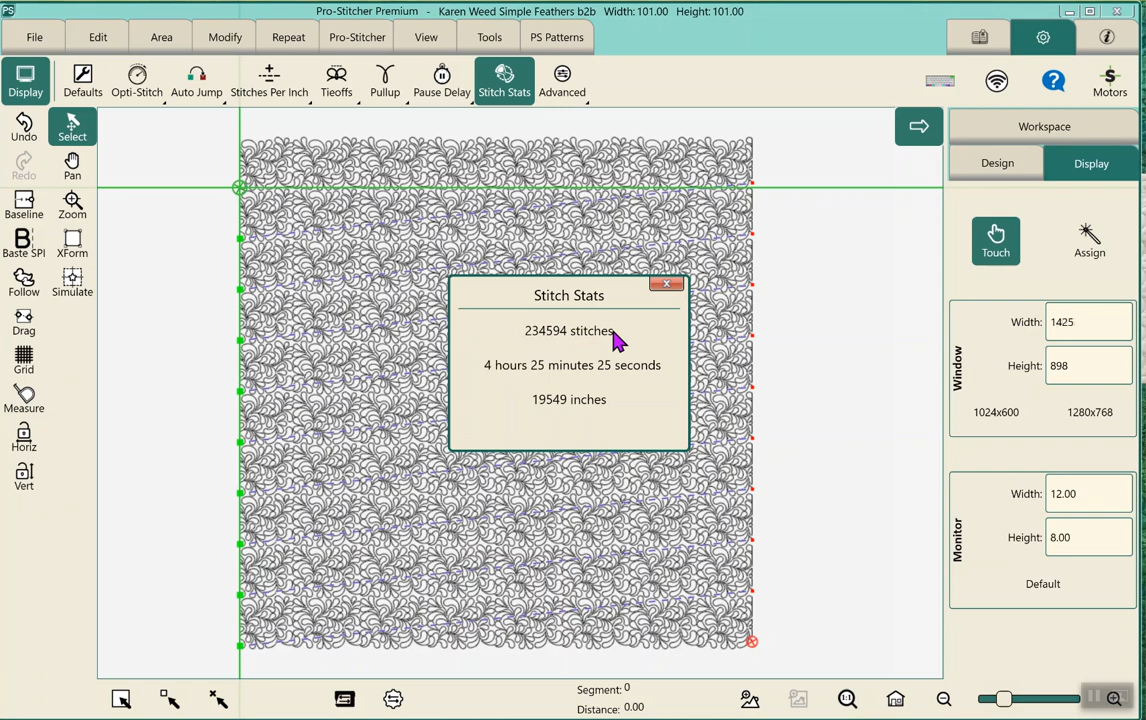 PS
Pro-Stitcher Premium - Karen Weed Simple Feathers b2b Width: 101.00 Height: 101.00
File Edit Area Modify Repeat Pro-Stitcher View Tools PS Patterns
Display Defaults Opti-Stitch Auto Jump Stitches Per Inch Tieoffs Pullup Pause Delay Stitch Stats Advanced
S
Motors
Undo Select
Redo Pan
Baseline Zoom
Baste SPI XForm
Follow Simulate
Drag
Grid
Measure
Horiz
Vert
Stitch Stats
234594 stitches
4 hours 25 minutes 25 seconds
19549 inches
Workspace
Design Display
Touch Assign
Window
Width: 1425
Height: 898
1024x600 1280x768
Monitor
Width: 12.00
Height: 8.00
Default
Segment: 0
Distance: 0.00
1:1